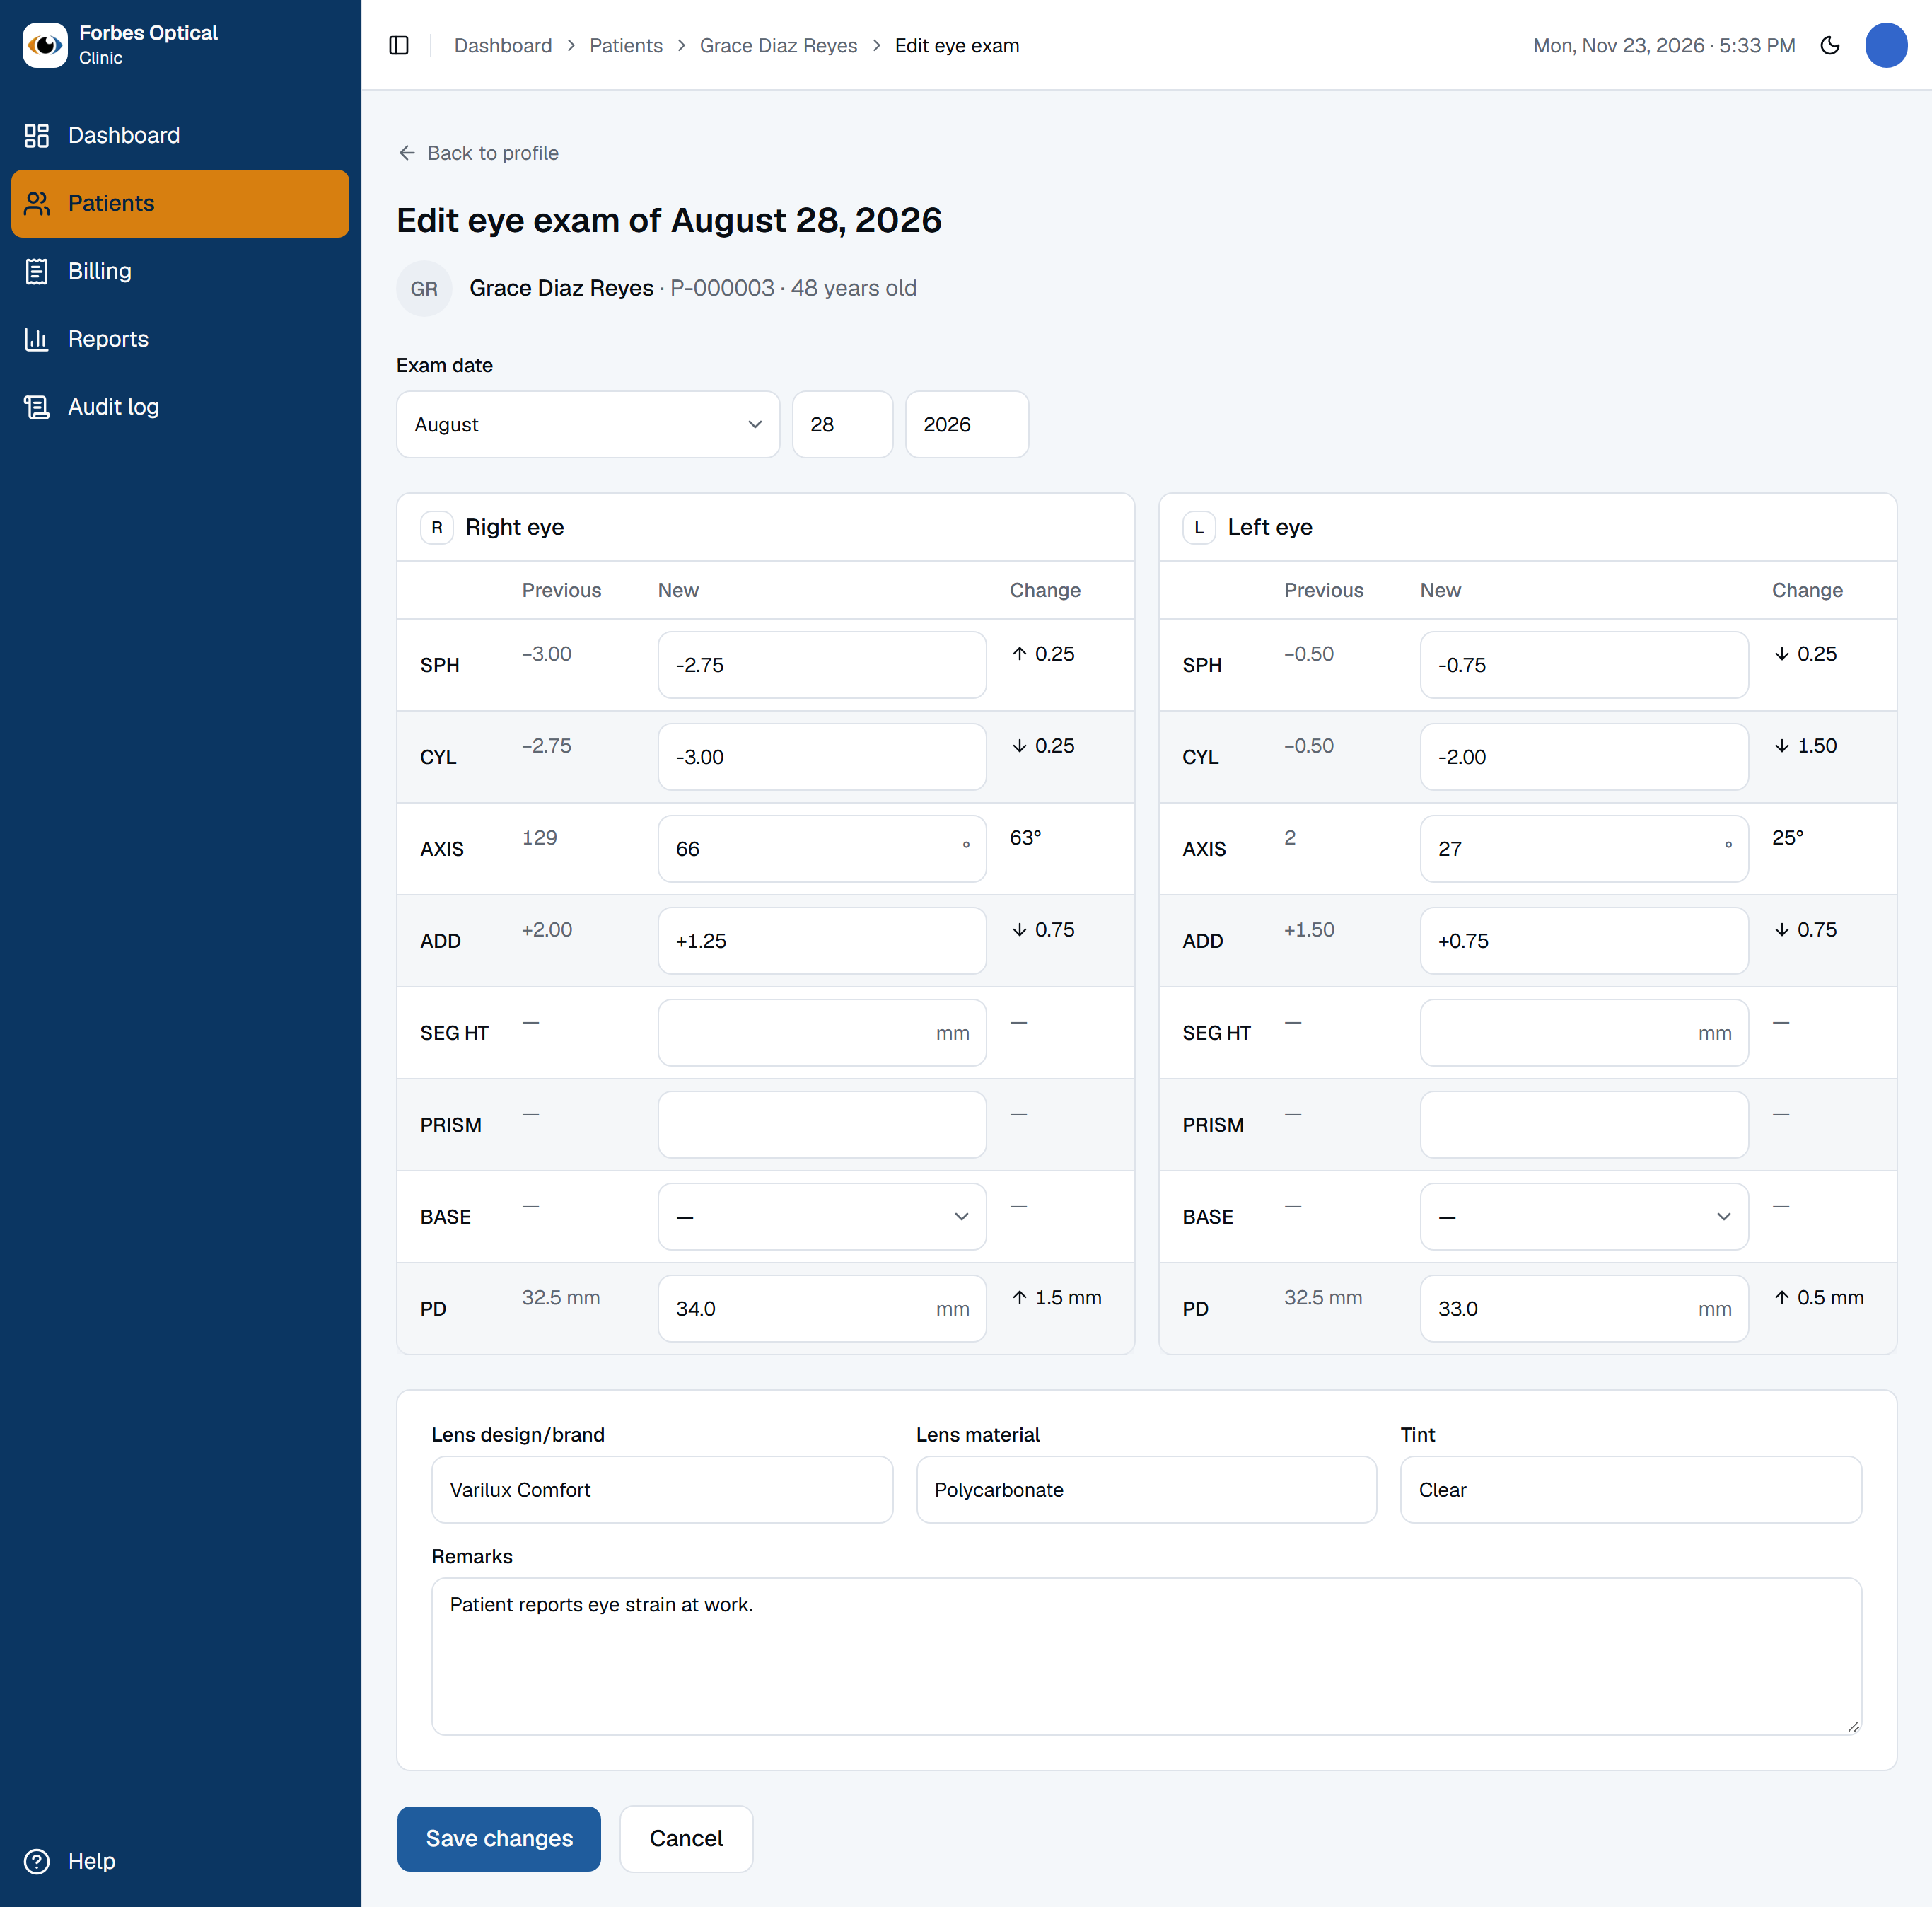 Forbes Optical
Clinic
Dashboard
Patients
Billing
Reports
Audit log
Help
Dashboard > Patients > Grace Diaz Reyes > Edit eye exam
Mon, Nov 23, 2026 · 5:33 PM
Back to profile
Edit eye exam of August 28, 2026
GR Grace Diaz Reyes · P-000003 · 48 years old
Exam date
August 28 2026
R Right eye
Previous New Change
SPH −3.00 -2.75 ↑ 0.25
CYL −2.75 -3.00 ↓ 0.25
AXIS 129 66 ° 63°
ADD +2.00 +1.25 ↓ 0.75
SEG HT — mm —
PRISM — —
BASE — — —
PD 32.5 mm 34.0 mm ↑ 1.5 mm
L Left eye
Previous New Change
SPH −0.50 -0.75 ↓ 0.25
CYL −0.50 -2.00 ↓ 1.50
AXIS 2 27 ° 25°
ADD +1.50 +0.75 ↓ 0.75
SEG HT — mm —
PRISM — —
BASE — — —
PD 32.5 mm 33.0 mm ↑ 0.5 mm
Lens design/brand Lens material Tint
Varilux Comfort Polycarbonate Clear
Remarks
Patient reports eye strain at work.
Save changes Cancel